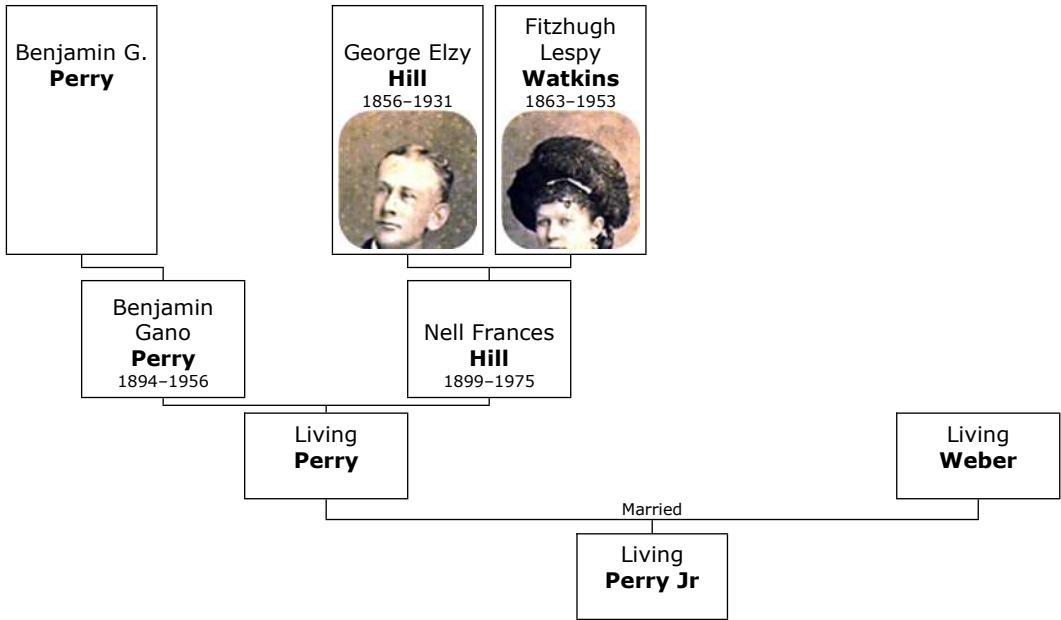 Benjamin G.
Perry
George Elzy
Hill
1856–1931
Fitzhugh
Lespy
Watkins
1863–1953
Benjamin
Gano
Perry
1894–1956
Nell Frances
Hill
1899–1975
Living
Perry
Living
Weber
Married
Living
Perry Jr